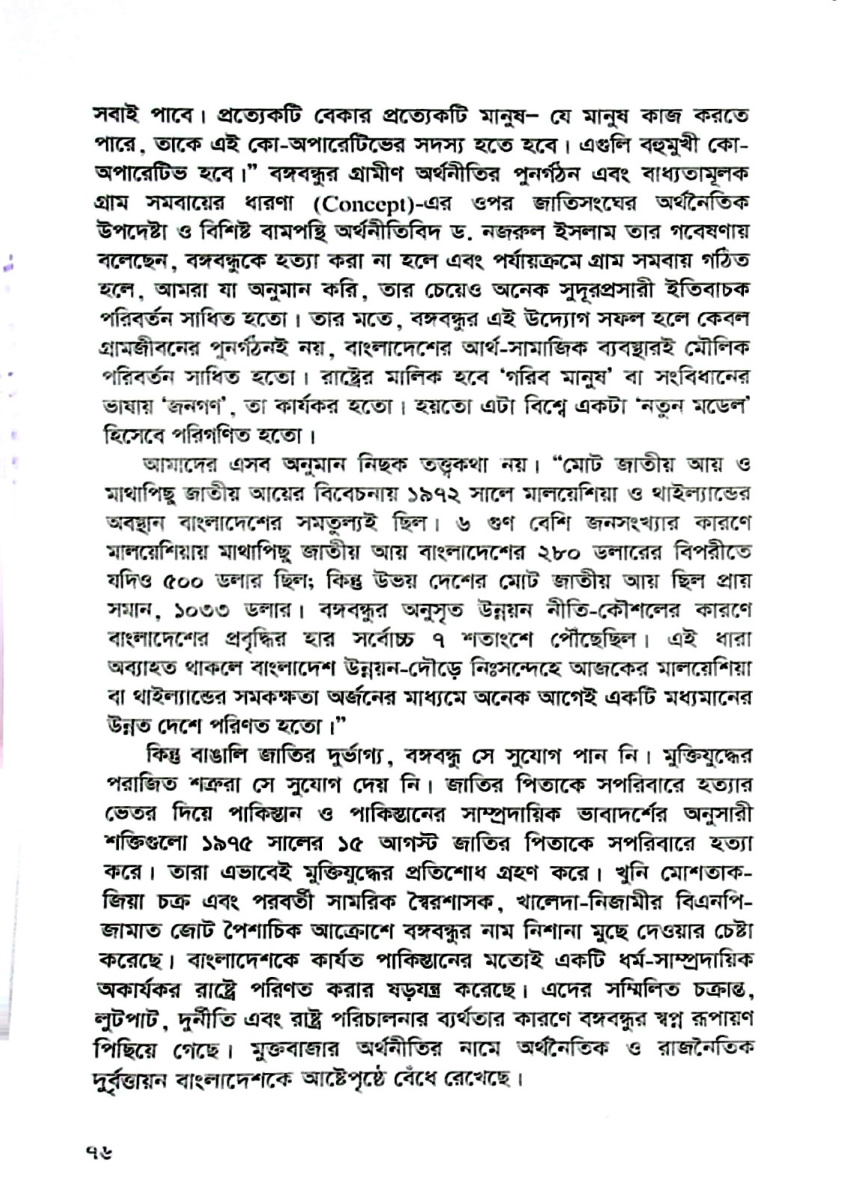 সবাই পাবে। প্রত্যেকটি বেকার প্রত্যেকটি মানুষ– যে মানুষ কাজ করতে
পারে, তাকে এই কো-অপারেটিভের সদস্য হতে হবে। এগুলি বহুমুখী কো-
অপারেটিভ হবে।” বঙ্গবন্ধুর গ্রামীণ অর্থনীতির পুনর্গঠন এবং বাধ্যতামূলক
গ্রাম সমবায়ের ধারণা (Concept)-এর ওপর জাতিসংঘের অর্থনৈতিক
উপদেষ্টা ও বিশিষ্ট বামপন্থি অর্থনীতিবিদ ড. নজরুল ইসলাম তার গবেষণায়
বলেছেন, বঙ্গবন্ধুকে হত্যা করা না হলে এবং পর্যায়ক্রমে গ্রাম সমবায় গঠিত
হলে, আমরা যা অনুমান করি, তার চেয়েও অনেক সুদূরপ্রসারী ইতিবাচক
পরিবর্তন সাধিত হতো। তার মতে, বঙ্গবন্ধুর এই উদ্যোগ সফল হলে কেবল
গ্রামজীবনের পুনর্গঠনই নয়, বাংলাদেশের আর্থ-সামাজিক ব্যবস্থারই মৌলিক
পরিবর্তন সাধিত হতো। রাষ্ট্রের মালিক হবে ‘গরিব মানুষ’ বা সংবিধানের
ভাষায় ‘জনগণ’, তা কার্যকর হতো। হয়তো এটা বিশ্বে একটা ‘নতুন মডেল’
হিসেবে পরিগণিত হতো।
আমাদের এসব অনুমান নিছক তত্ত্বকথা নয়। “মোট জাতীয় আয় ও
মাথাপিছু জাতীয় আয়ের বিবেচনায় ১৯৭২ সালে মালয়েশিয়া ও থাইল্যান্ডের
অবস্থান বাংলাদেশের সমতুল্যই ছিল। ৬ গুণ বেশি জনসংখ্যার কারণে
মালয়েশিয়ায় মাথাপিছু জাতীয় আয় বাংলাদেশের ২৮০ ডলারের বিপরীতে
যদিও ৫০০ ডলার ছিল; কিন্তু উভয় দেশের মোট জাতীয় আয় ছিল প্রায়
সমান, ১০৩৩ ডলার। বঙ্গবন্ধুর অনুসৃত উন্নয়ন নীতি-কৌশলের কারণে
বাংলাদেশের প্রবৃদ্ধির হার সর্বোচ্চ ৭ শতাংশে পৌঁছেছিল। এই ধারা
অব্যাহত থাকলে বাংলাদেশ উন্নয়ন-দৌড়ে নিঃসন্দেহে আজকের মালয়েশিয়া
বা থাইল্যান্ডের সমকক্ষতা অর্জনের মাধ্যমে অনেক আগেই একটি মধ্যমানের
উন্নত দেশে পরিণত হতো।”
কিন্তু বাঙালি জাতির দুর্ভাগ্য, বঙ্গবন্ধু সে সুযোগ পান নি। মুক্তিযুদ্ধের
পরাজিত শত্রুরা সে সুযোগ দেয় নি। জাতির পিতাকে সপরিবারে হত্যার
ভেতর দিয়ে পাকিস্তান ও পাকিস্তানের সাম্প্রদায়িক ভাবাদর্শের অনুসারী
শক্তিগুলো ১৯৭৫ সালের ১৫ আগস্ট জাতির পিতাকে সপরিবারে হত্যা
করে। তারা এভাবেই মুক্তিযুদ্ধের প্রতিশোধ গ্রহণ করে। খুনি মোশতাক-
জিয়া চক্র এবং পরবর্তী সামরিক স্বৈরশাসক, খালেদা-নিজামীর বিএনপি-
জামাত জোট পৈশাচিক আক্রোশে বঙ্গবন্ধুর নাম নিশানা মুছে দেওয়ার চেষ্টা
করেছে। বাংলাদেশকে কার্যত পাকিস্তানের মতোই একটি ধর্ম-সাম্প্রদায়িক
অকার্যকর রাষ্ট্রে পরিণত করার ষড়যন্ত্র করেছে। এদের সম্মিলিত চক্রান্ত,
লুটপাট, দুর্নীতি এবং রাষ্ট্র পরিচালনার ব্যর্থতার কারণে বঙ্গবন্ধুর স্বপ্ন রূপায়ণ
পিছিয়ে গেছে। মুক্তবাজার অর্থনীতির নামে অর্থনৈতিক ও রাজনৈতিক
দুর্বৃত্তায়ন বাংলাদেশকে আষ্টেপৃষ্ঠে বেঁধে রেখেছে।
৭৬